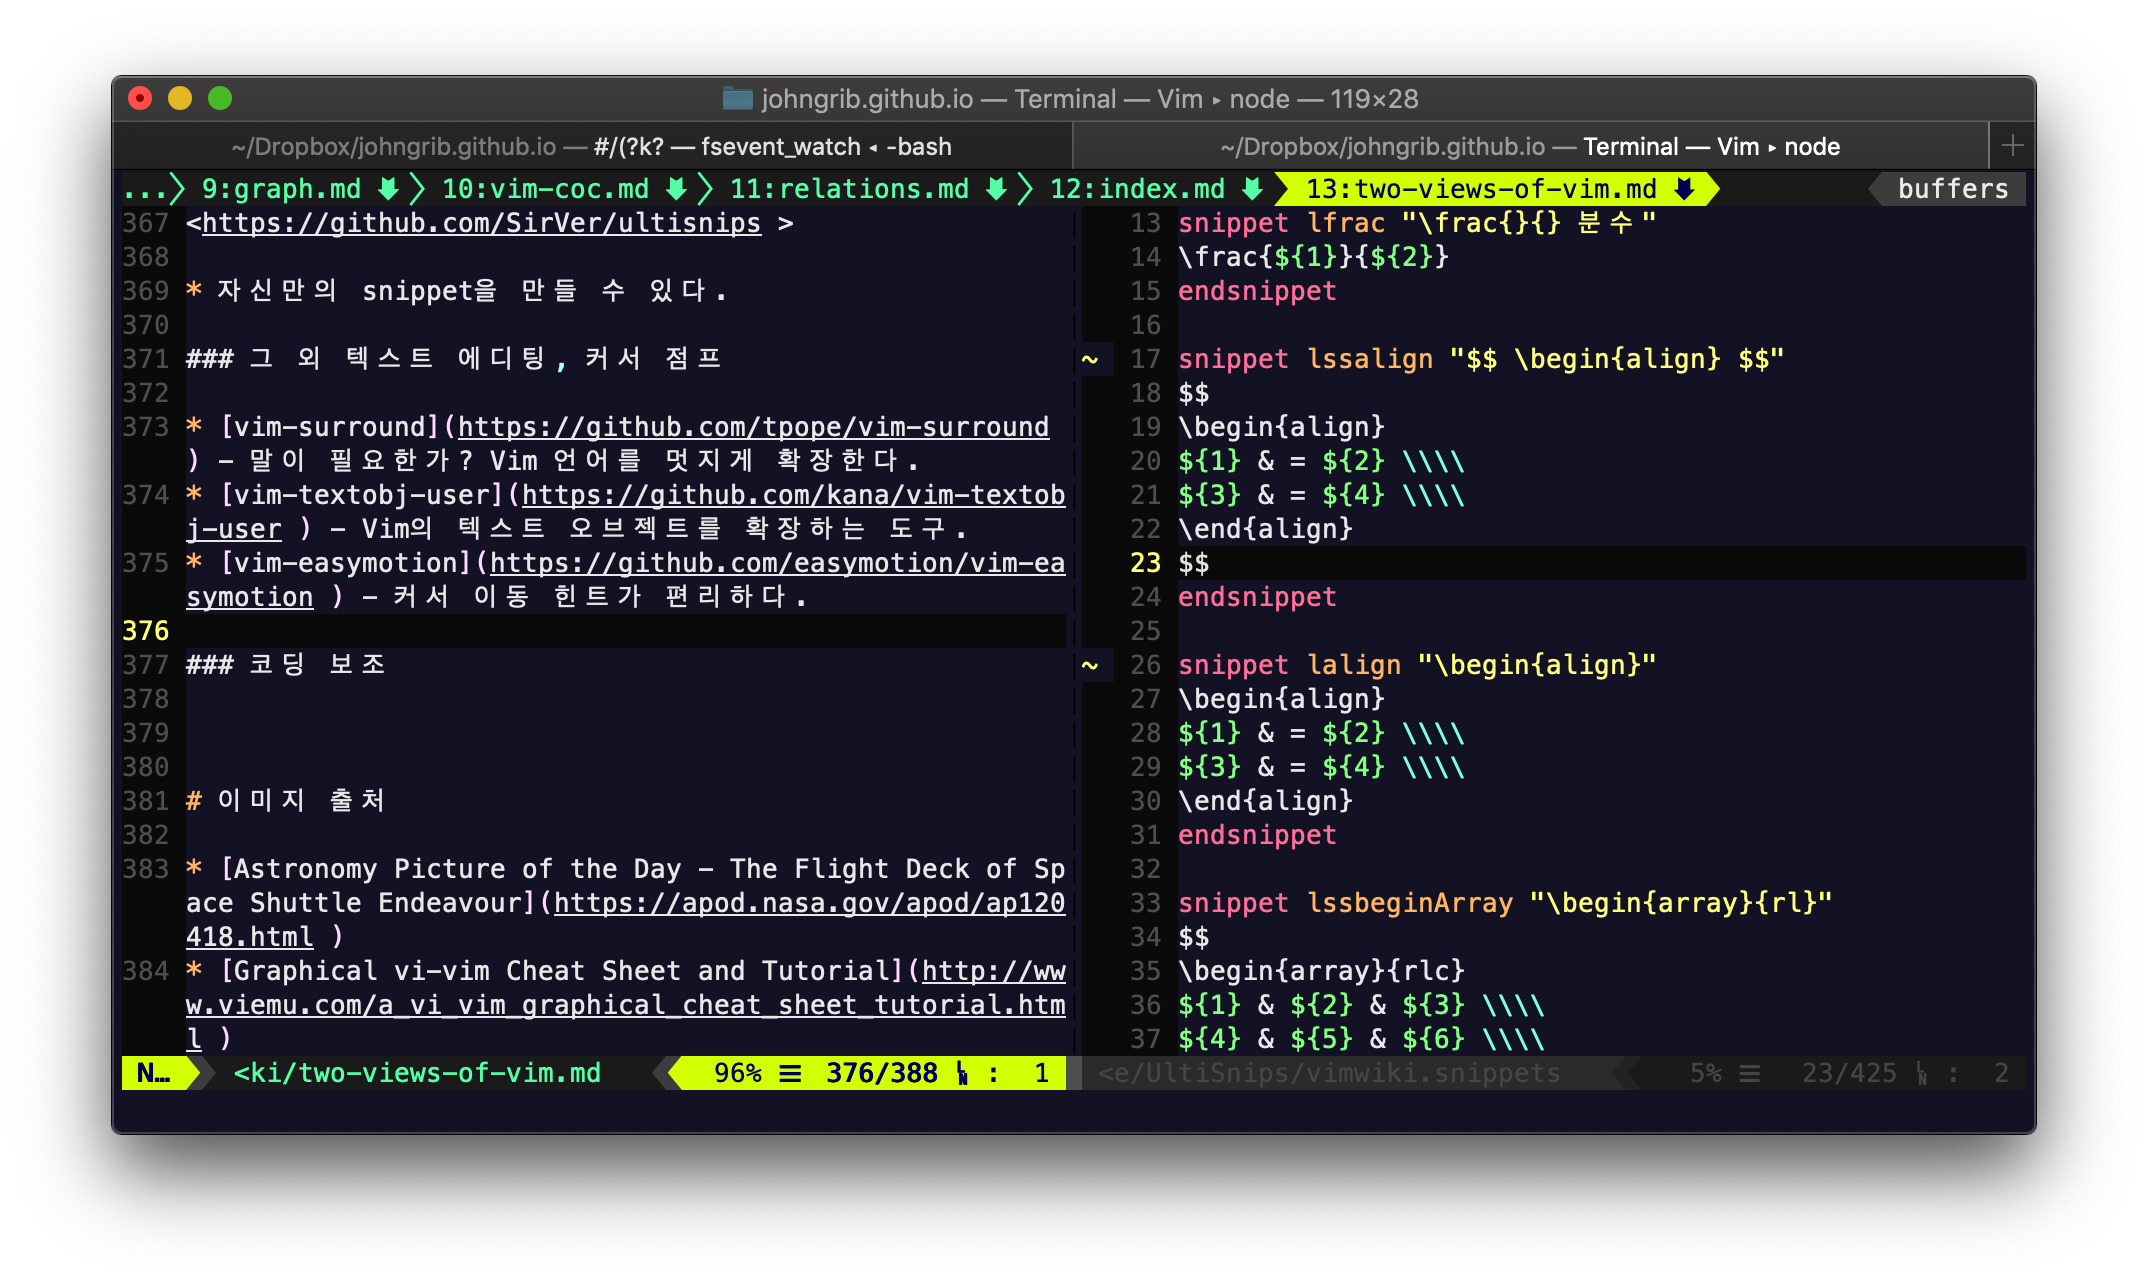 johngrib.github.io — Terminal — Vim ▸ node — 119×28
~/Dropbox/johngrib.github.io — #/(?k? — fsevent_watch ◂ -bash
~/Dropbox/johngrib.github.io — Terminal — Vim ▸ node
... 9:graph.md 10:vim-coc.md 11:relations.md 12:index.md 13:two-views-of-vim.md buffers
367 <https://github.com/SirVer/ultisnips >
368
369 * 자신만의 snippet을 만들 수 있다.
370
371 ### 그 외 텍스트 에디팅, 커서 점프
372
373 * [vim-surround](https://github.com/tpope/vim-surround
) - 말이 필요한가? Vim 언어를 멋지게 확장한다.
374 * [vim-textobj-user](https://github.com/kana/vim-textob
j-user ) - Vim의 텍스트 오브젝트를 확장하는 도구.
375 * [vim-easymotion](https://github.com/easymotion/vim-ea
symotion ) - 커서 이동 힌트가 편리하다.
376
377 ### 코딩 보조
378
379
380
381 # 이미지 출처
382
383 * [Astronomy Picture of the Day - The Flight Deck of Sp
ace Shuttle Endeavour](https://apod.nasa.gov/apod/ap120
418.html )
384 * [Graphical vi-vim Cheat Sheet and Tutorial](http://ww
w.viemu.com/a_vi_vim_graphical_cheat_sheet_tutorial.htm
l )
N… <ki/two-views-of-vim.md 96% ☰ 376/388 ㏑ : 1
13 snippet lfrac "\frac{}{} 분수"
14 \frac{${1}}{${2}}
15 endsnippet
16
~ 17 snippet lssalign "$$ \begin{align} $$"
18 $$
19 \begin{align}
20 ${1} & = ${2} \\\\
21 ${3} & = ${4} \\\\
22 \end{align}
23 $$
24 endsnippet
25
~ 26 snippet lalign "\begin{align}"
27 \begin{align}
28 ${1} & = ${2} \\\\
29 ${3} & = ${4} \\\\
30 \end{align}
31 endsnippet
32
33 snippet lssbeginArray "\begin{array}{rl}"
34 $$
35 \begin{array}{rlc}
36 ${1} & ${2} & ${3} \\\\
37 ${4} & ${5} & ${6} \\\\
<e/UltiSnips/vimwiki.snippets 5% ☰ 23/425 ㏑ : 2